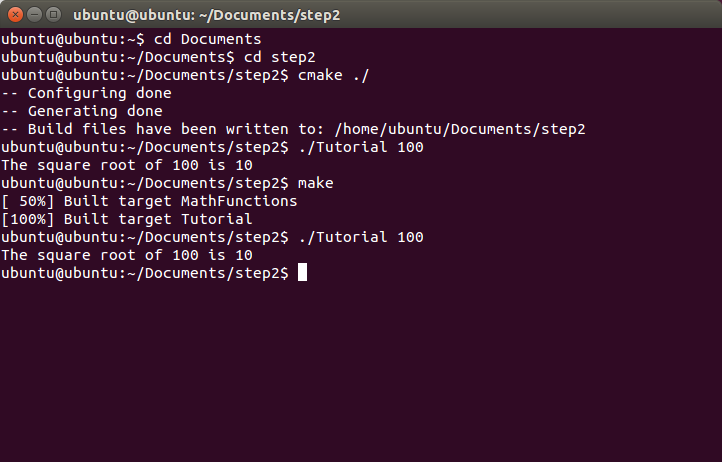 ubuntu@ubuntu: ~/Documents/step2
ubuntu@ubuntu:~$ cd Documents
ubuntu@ubuntu:~/Documents$ cd step2
ubuntu@ubuntu:~/Documents/step2$ cmake ./
-- Configuring done
-- Generating done
-- Build files have been written to: /home/ubuntu/Documents/step2
ubuntu@ubuntu:~/Documents/step2$ ./Tutorial 100
The square root of 100 is 10
ubuntu@ubuntu:~/Documents/step2$ make
[ 50%] Built target MathFunctions
[100%] Built target Tutorial
ubuntu@ubuntu:~/Documents/step2$ ./Tutorial 100
The square root of 100 is 10
ubuntu@ubuntu:~/Documents/step2$